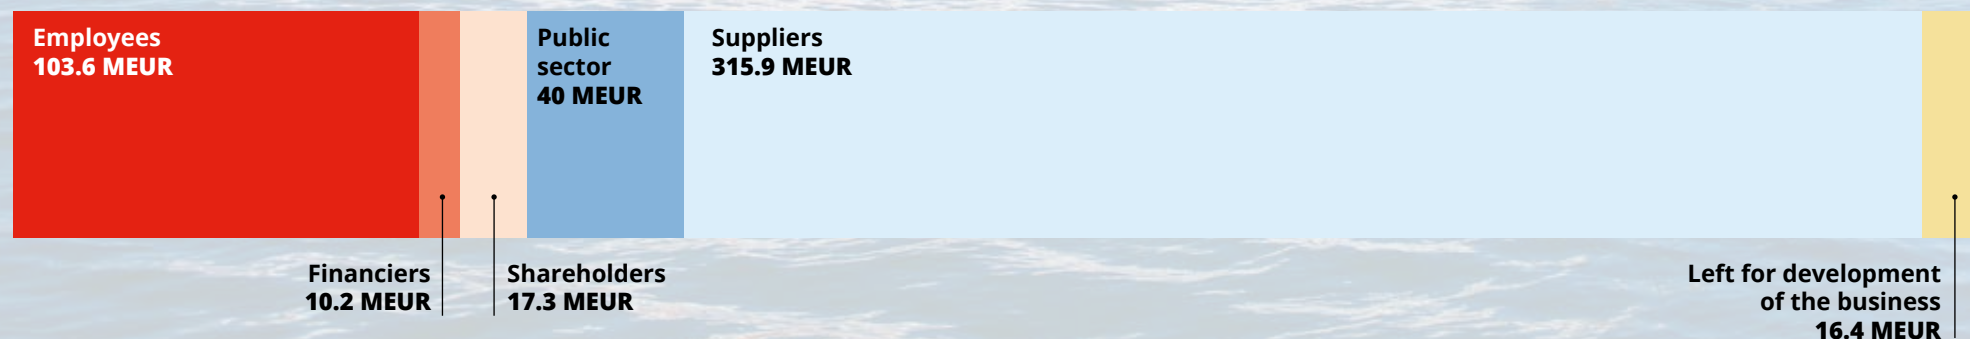 Employees
103.6 MEUR
Public
sector
40 MEUR
Suppliers
315.9 MEUR
Financiers
10.2 MEUR
Shareholders
17.3 MEUR
Left for development
of the business
16.4 MEUR